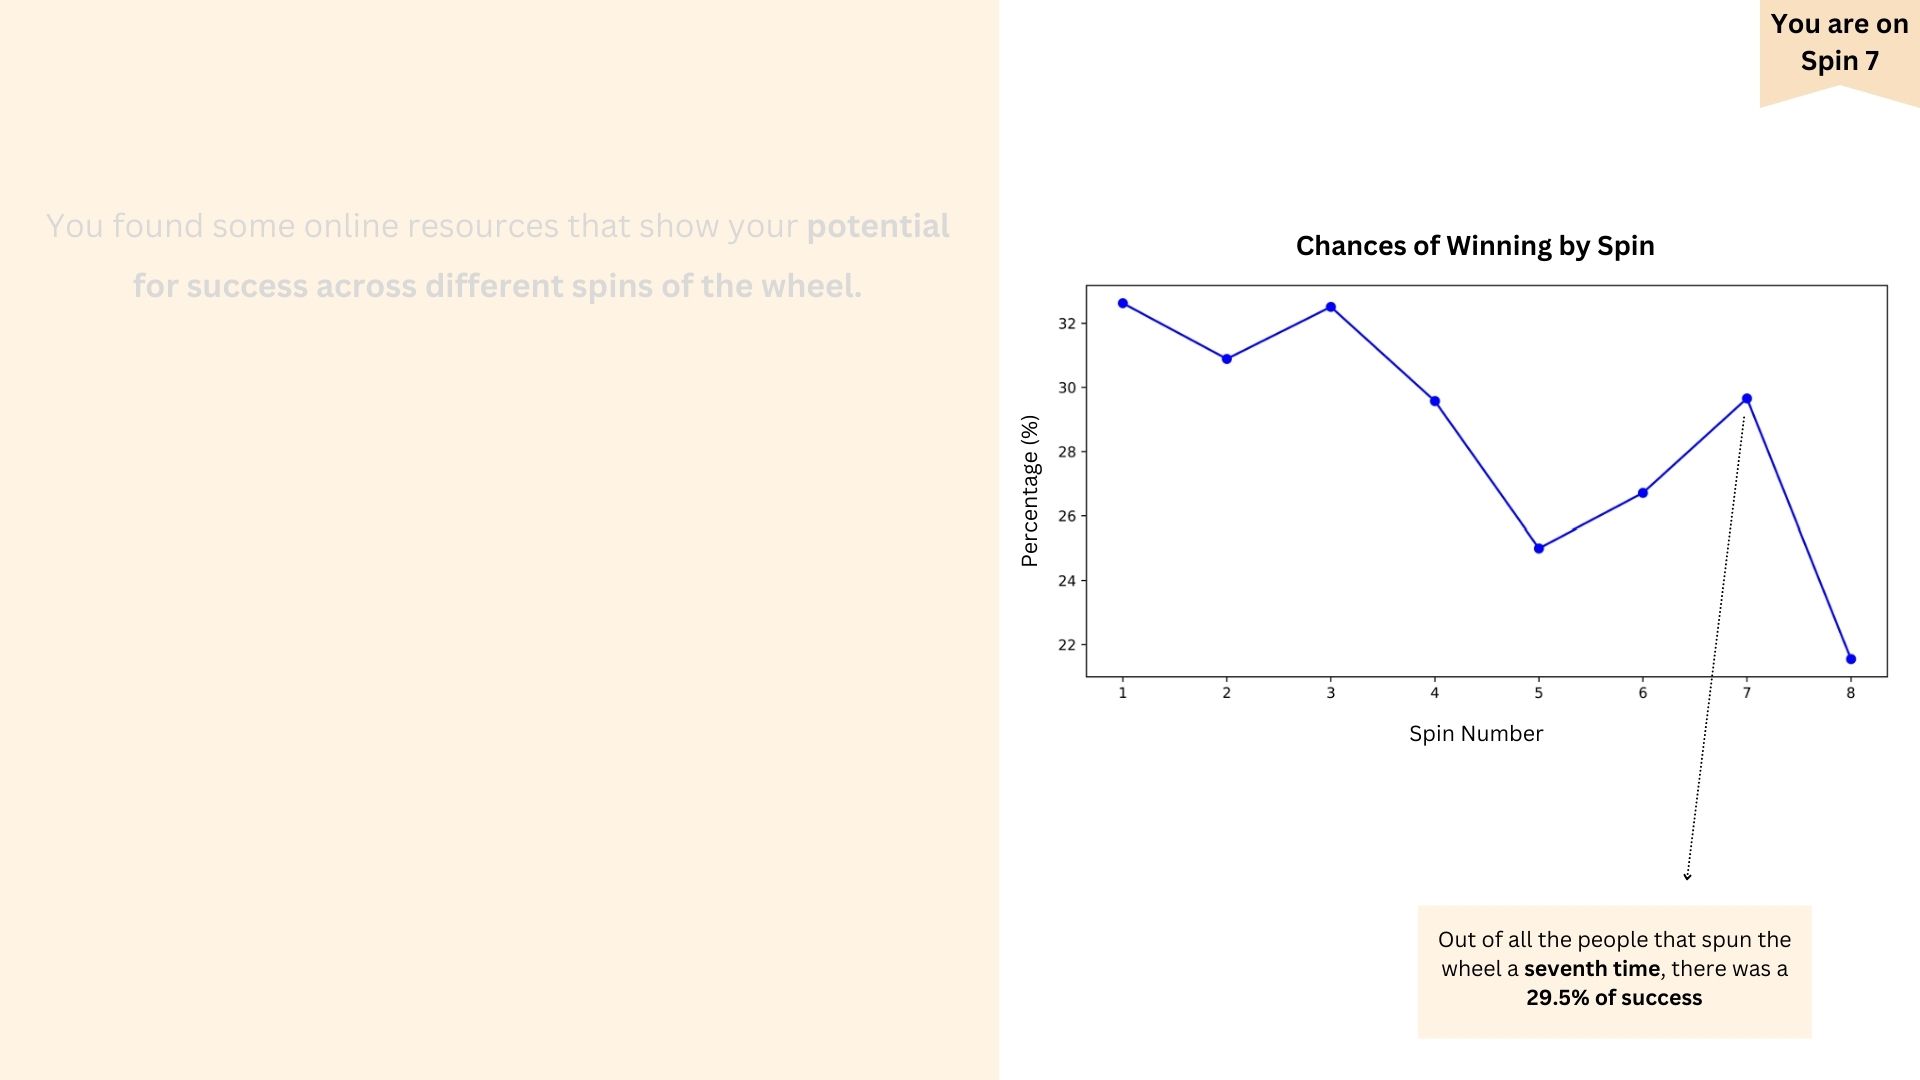 You are on
Spin 7
You found some online resources that show your potential
for success across different spins of the wheel.
Chances of Winning by Spin
Percentage (%)
32
30
28
26
24
22
1 2 3 4 5 6 7 8
Spin Number
Out of all the people that spun the
wheel a seventh time, there was a
29.5% of success